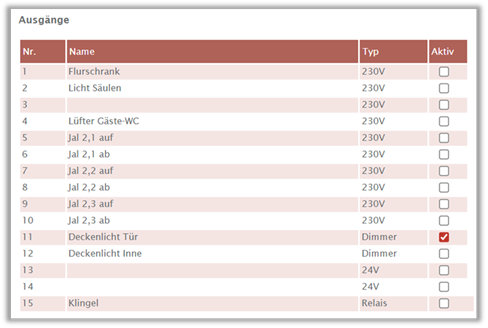 Ausgänge
Nr. Name Typ Aktiv
1 Flurschrank 230V
2 Licht Säulen 230V
3 230V
4 Lüfter Gäste-WC 230V
5 Jal 2,1 auf 230V
6 Jal 2,1 ab 230V
7 Jal 2,2 auf 230V
8 Jal 2,2 ab 230V
9 Jal 2,3 auf 230V
10 Jal 2,3 ab 230V
11 Deckenlicht Tür Dimmer
12 Deckenlicht Inne Dimmer
13 24V
14 24V
15 Klingel Relais